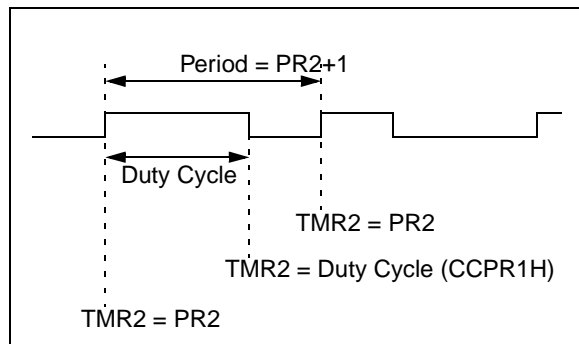 Period = PR2+1
Duty Cycle
TMR2 = PR2
TMR2 = Duty Cycle (CCPR1H)
TMR2 = PR2